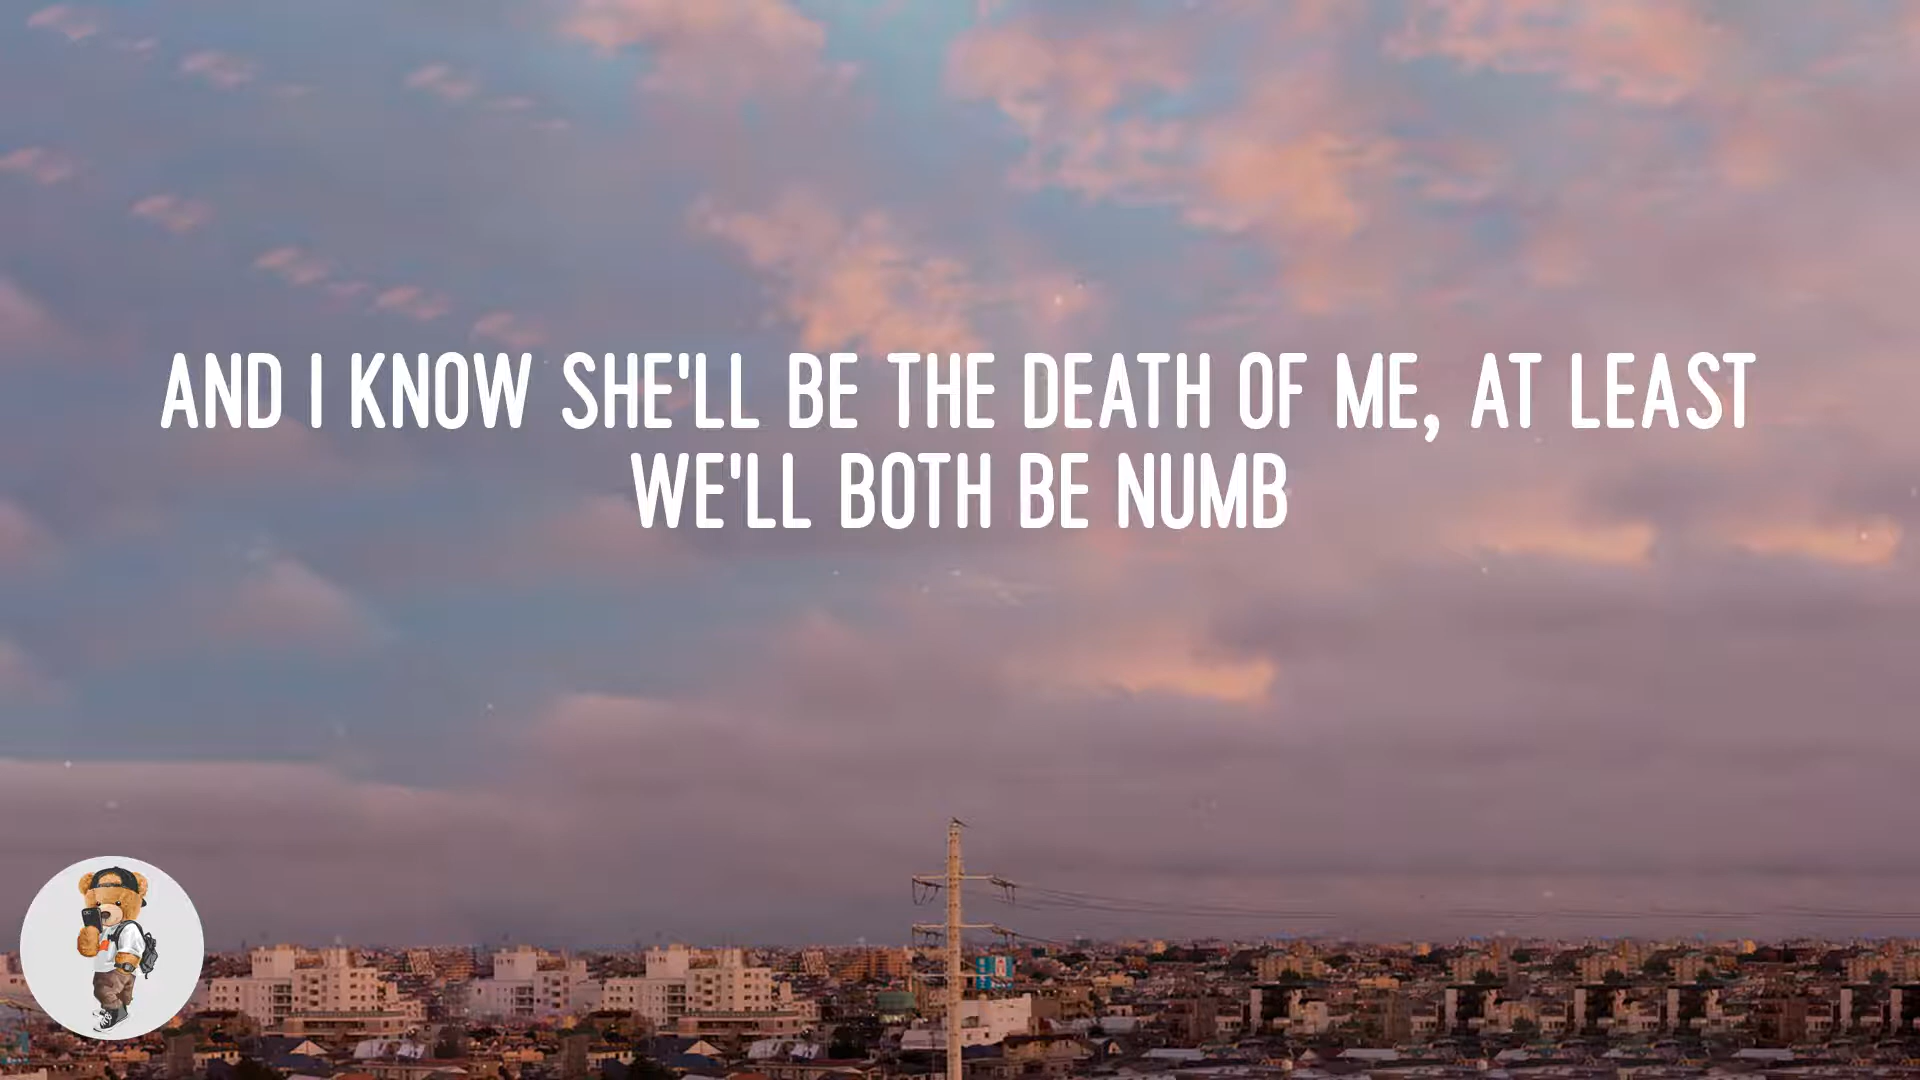 AND I KNOW SHE'LL BE THE DEATH OF ME, AT LEAST
WE'LL BOTH BE NUMB